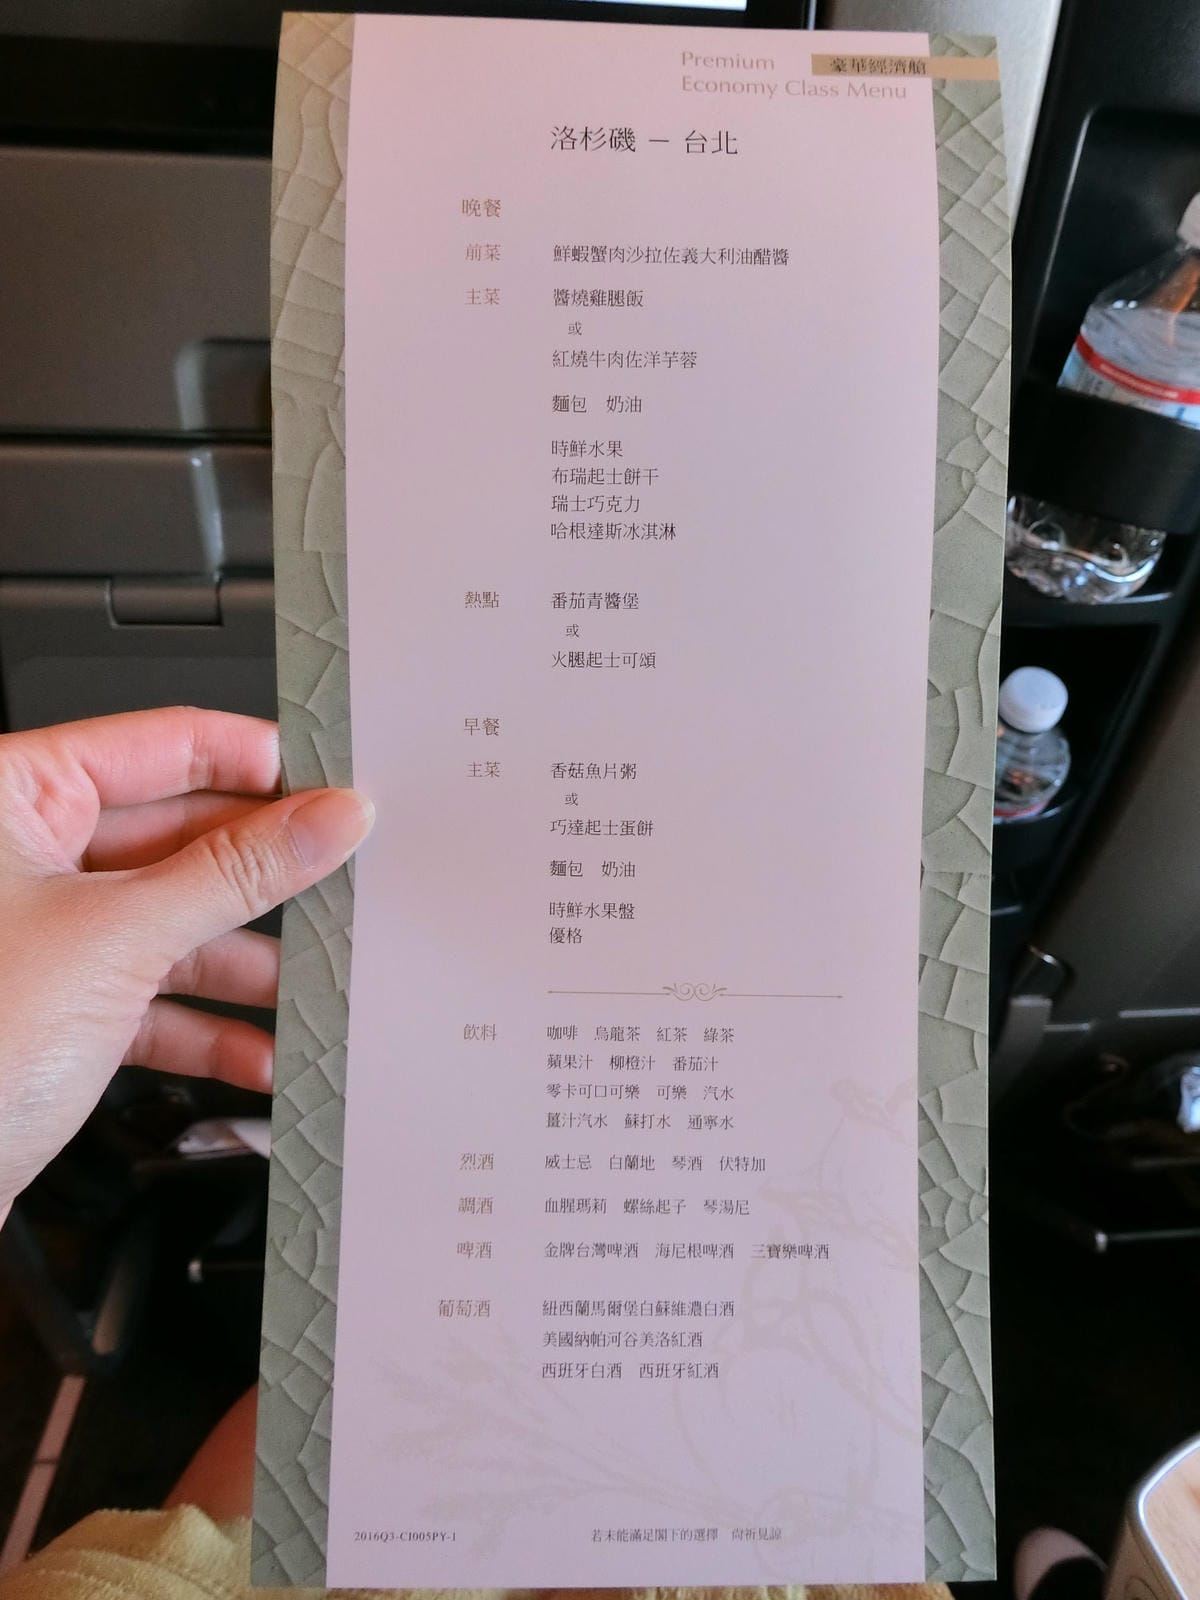 Premium 豪華經濟艙
Economy Class Menu
洛杉磯 － 台北
晚餐
前菜 鮮蝦蟹肉沙拉佐義大利油醋醬
主菜 醬燒雞腿飯
或
紅燒牛肉佐洋芋蓉
麵包 奶油
時鮮水果
布瑞起士餅干
瑞士巧克力
哈根達斯冰淇淋
熱點 番茄青醬堡
或
火腿起士可頌
早餐
主菜 香菇魚片粥
或
巧達起士蛋餅
麵包 奶油
時鮮水果盤
優格
飲料 咖啡 烏龍茶 紅茶 綠茶
蘋果汁 柳橙汁 番茄汁
零卡可口可樂 可樂 汽水
薑汁汽水 蘇打水 通寧水
烈酒 威士忌 白蘭地 琴酒 伏特加
調酒 血腥瑪莉 螺絲起子 琴湯尼
啤酒 金牌台灣啤酒 海尼根啤酒 三寶樂啤酒
葡萄酒 紐西蘭馬爾堡白蘇維濃白酒
美國納帕河谷美洛紅酒
西班牙白酒 西班牙紅酒
2016Q3-CI005PY-1 若未能滿足閣下的選擇 尚祈見諒